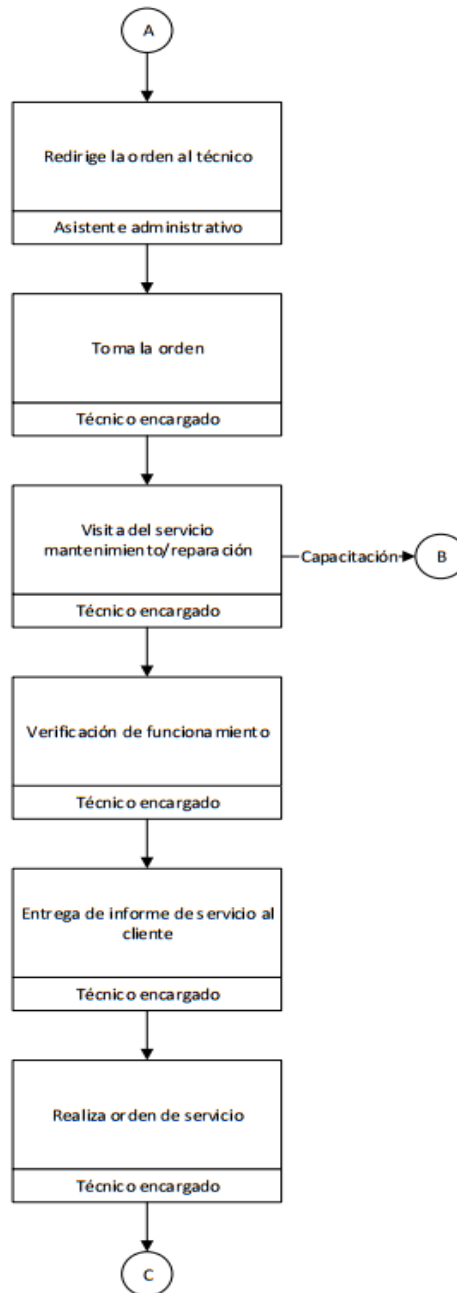 A
Redirige la orden al técnico
Asistente administrativo
Toma la orden
Técnico encargado
Visita del servicio
mantenimiento/reparación
Capacitación
B
Técnico encargado
Verificación de funcionamiento
Técnico encargado
Entrega de informe de servicio al
cliente
Técnico encargado
Realiza orden de servicio
Técnico encargado
C